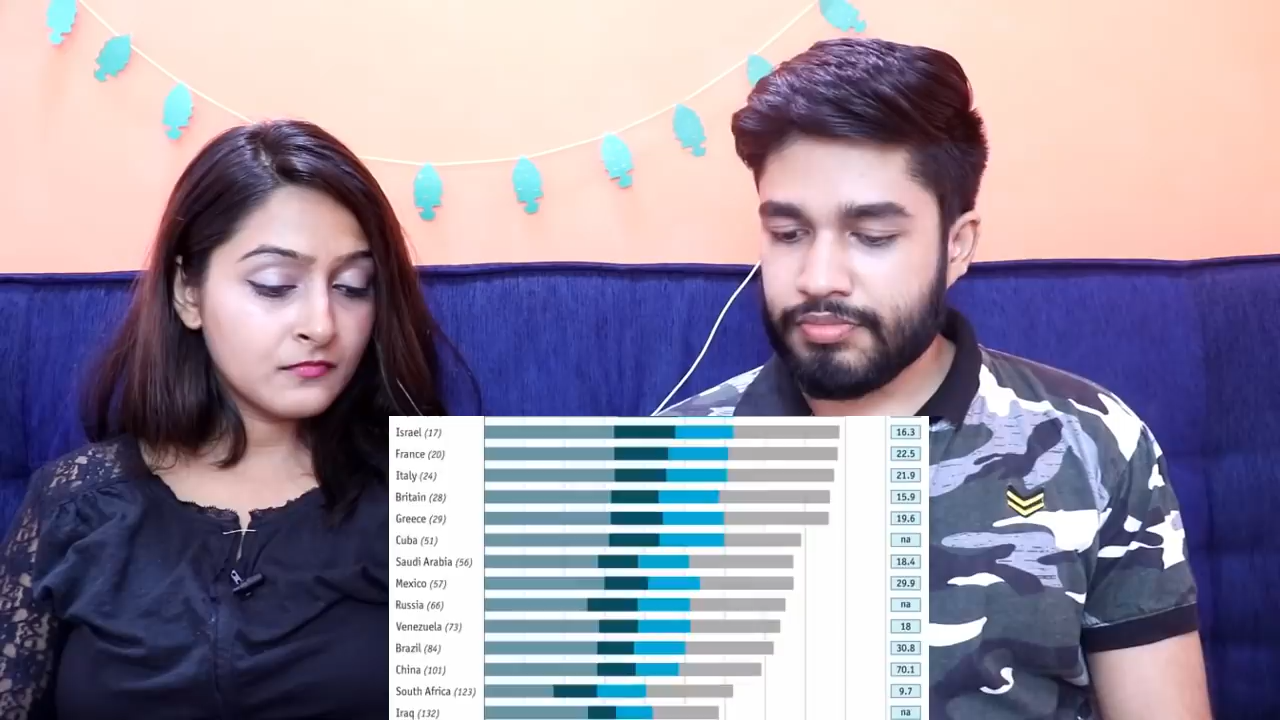 Israel (17) 16.3
France (20) 22.5
Italy (24) 21.9
Britain (28) 15.9
Greece (29) 19.6
Cuba (51) na
Saudi Arabia (56) 18.4
Mexico (57) 29.9
Russia (66) na
Venezuela (73) 18
Brazil (84) 30.8
China (101) 70.1
South Africa (123) 9.7
Iraq (132) na